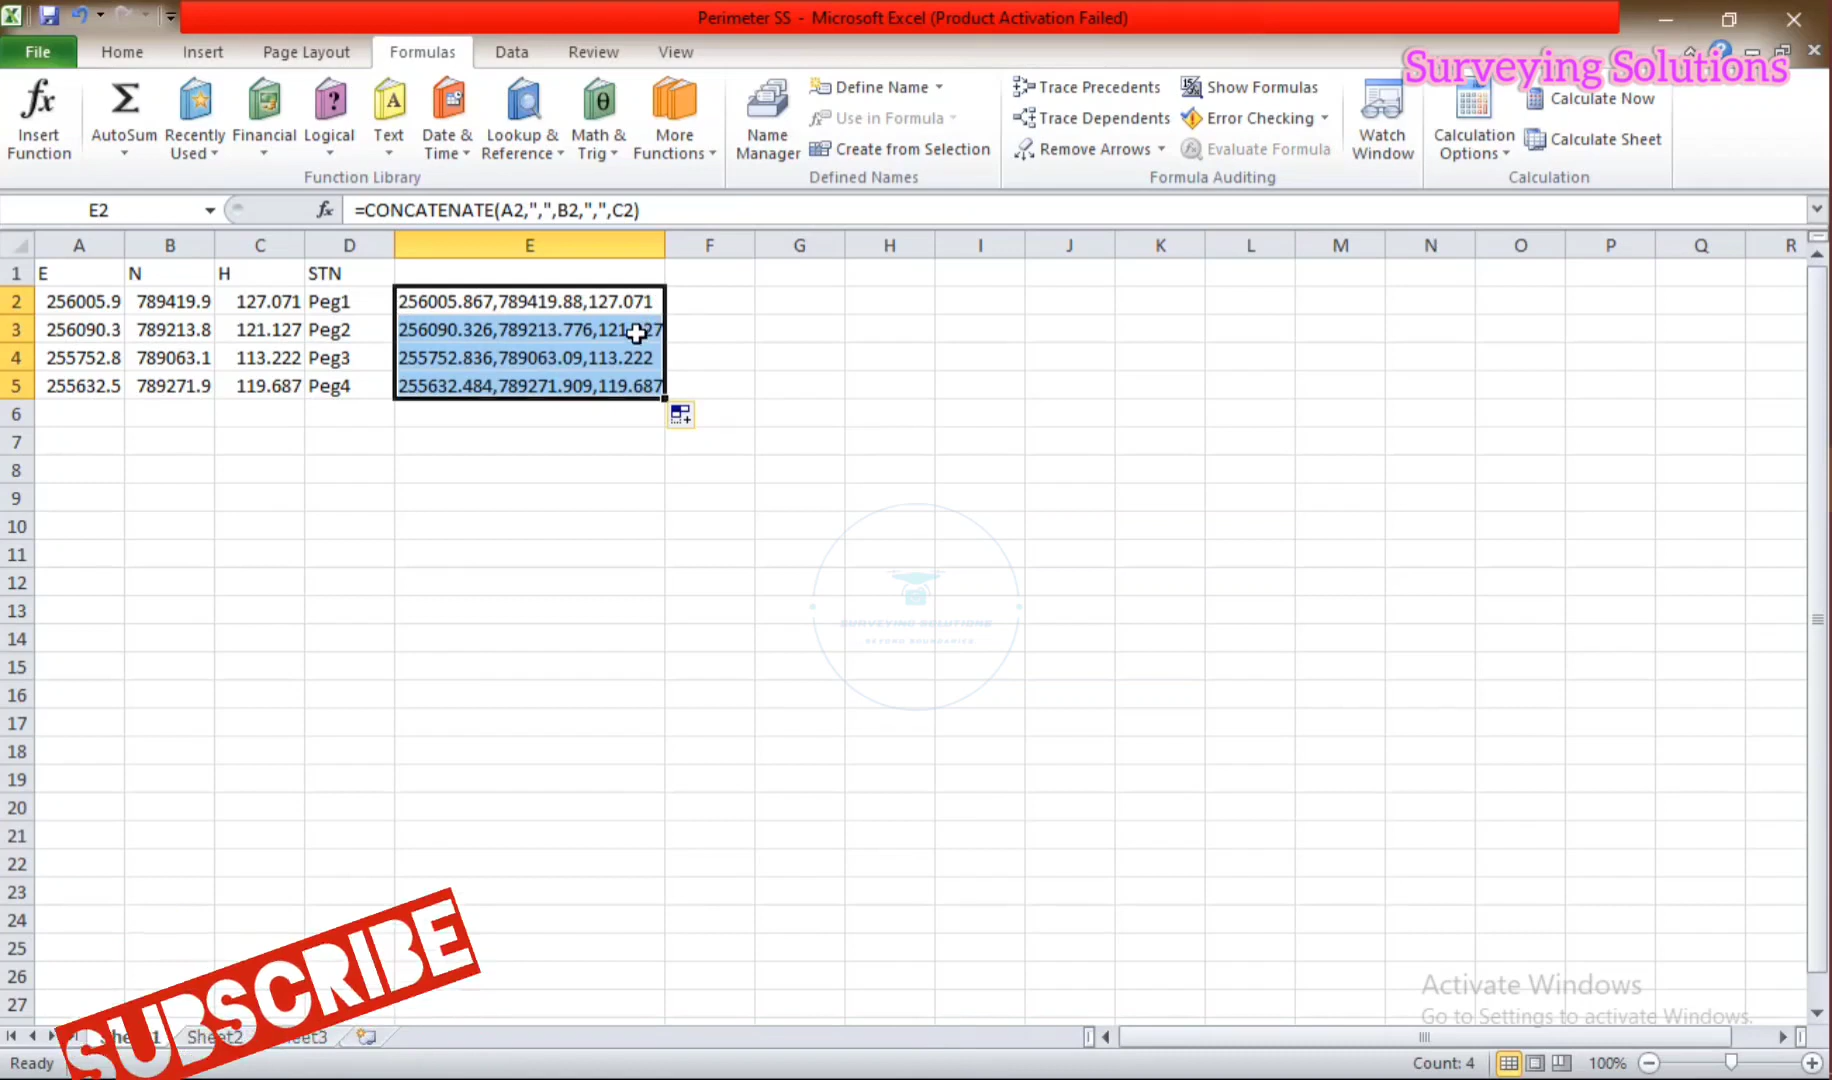 Perimeter SS - Microsoft Excel (Product Activation Failed)
File Home Insert Page Layout Formulas Data Review View
Surveying Solutions
Insert Function
AutoSum
Recently Used
Financial
Logical
Text
Date & Time
Lookup & Reference
Math & Trig
More Functions
Function Library
Name Manager
Define Name
Use in Formula
Create from Selection
Defined Names
Trace Precedents
Trace Dependents
Remove Arrows
Show Formulas
Error Checking
Evaluate Formula
Formula Auditing
Watch Window
Calculation Options
Calculate Now
Calculate Sheet
Calculation
E2 fx =CONCATENATE(A2,",",B2,",",C2)
A B C D E F G H I J K L M N O P Q R
1 E N H STN
2 256005.9 789419.9 127.071 Peg1 256005.867,789419.88,127.071
3 256090.3 789213.8 121.127 Peg2 256090.326,789213.776,121.127
4 255752.8 789063.1 113.222 Peg3 255752.836,789063.09,113.222
5 255632.5 789271.9 119.687 Peg4 255632.484,789271.909,119.687
6
7
8
9
10
11
12
13
14
15
16
17
18
19
20
21
22
23
24
25
26
27
SURVEYING SOLUTIONS
BEYOND BOUNDARIES
SUBSCRIBE
Activate Windows
Go to Settings to activate Windows.
Sheet2
Ready
Count: 4 100%